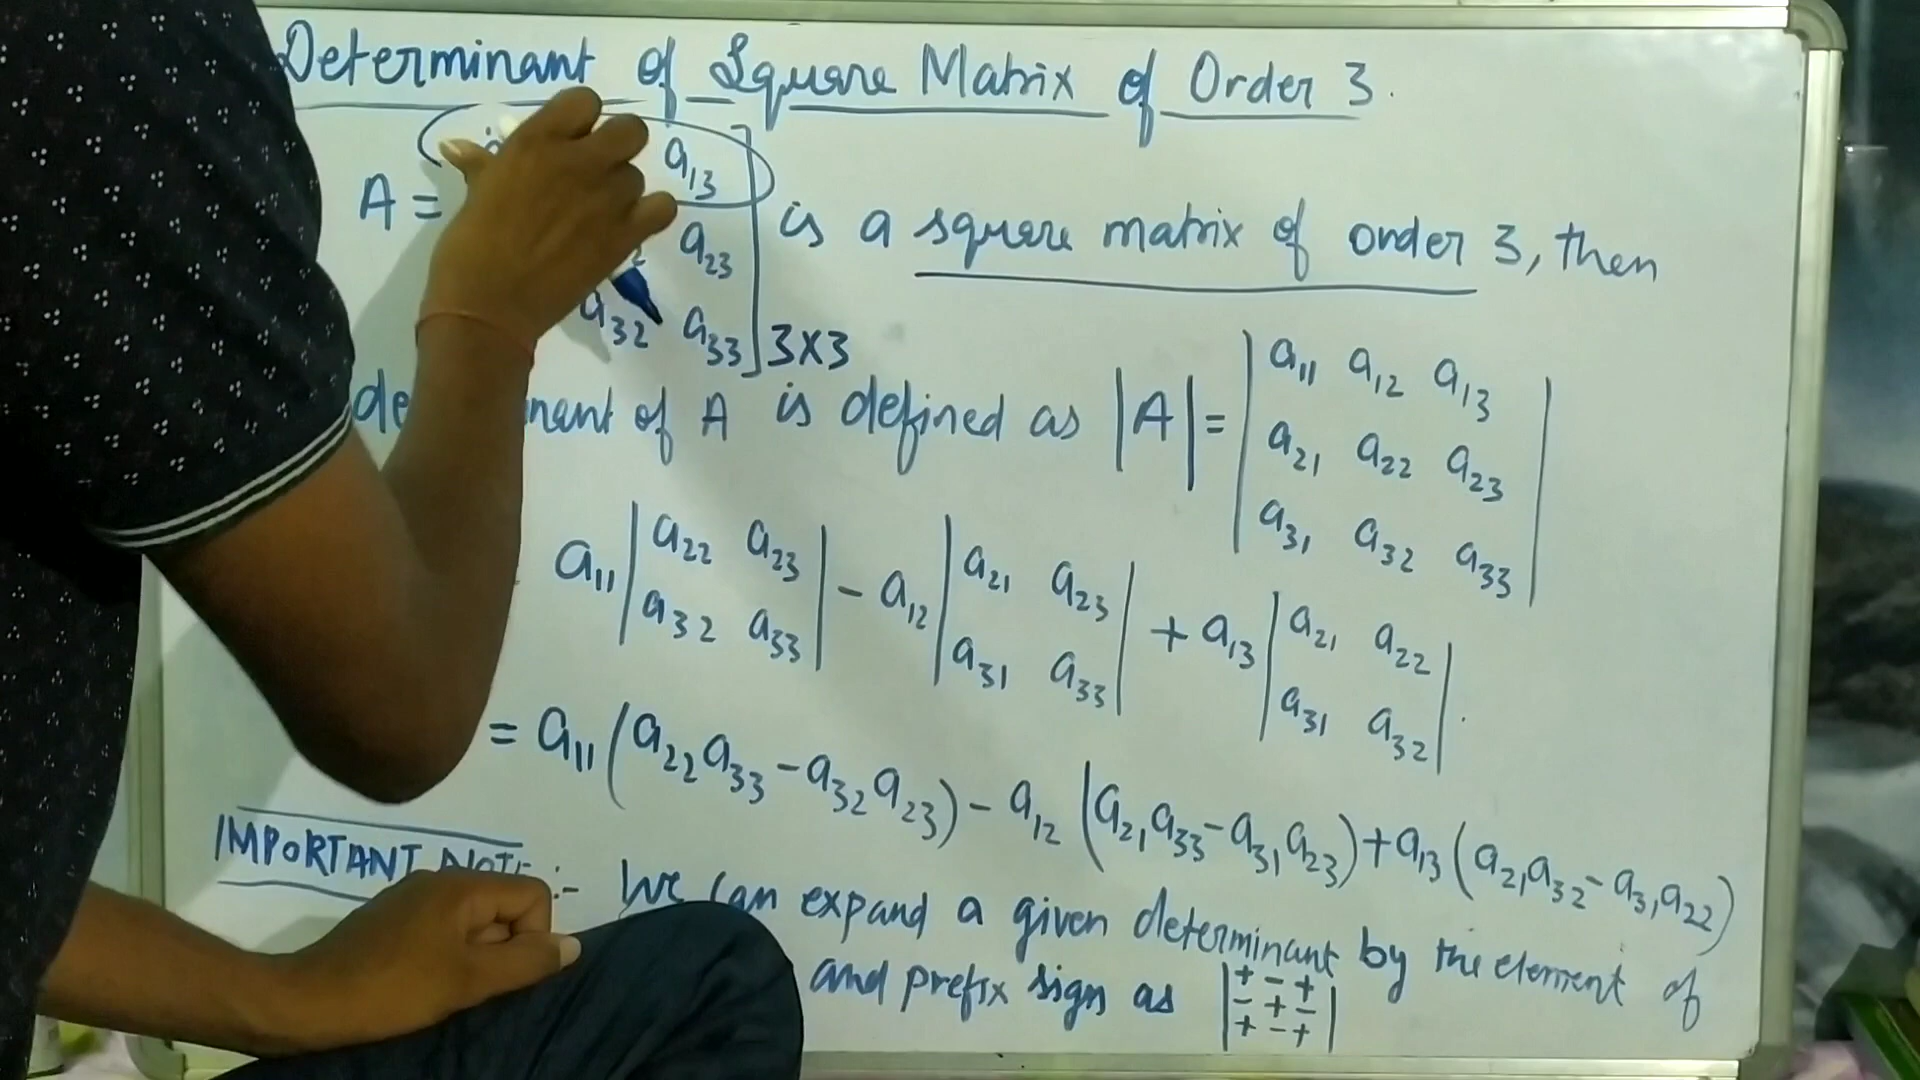 Determinant of Square Matrix of Order 3.
a₁₃
A = a₂₃ is a square matrix of order 3, then
a₃₂ a₃₃ 3×3
nant of A is defined as |A| = | a₁₁ a₁₂ a₁₃
a₂₁ a₂₂ a₂₃
a₃₁ a₃₂ a₃₃ |
a₁₁ | a₂₂ a₂₃ | - a₁₂ | a₂₁ a₂₃ | + a₁₃ | a₂₁ a₂₂ |
| a₃₂ a₃₃ | | a₃₁ a₃₃ | | a₃₁ a₃₂ |.
= a₁₁ (a₂₂a₃₃ - a₃₂a₂₃) - a₁₂ (a₂₁a₃₃ - a₃₁a₂₃) + a₁₃ (a₂₁a₃₂ - a₃₁a₂₂)
IMPORTANT NOTE :- We can expand a given determinant by the element of
and prefix sign as | + - +
- + -
+ - + |